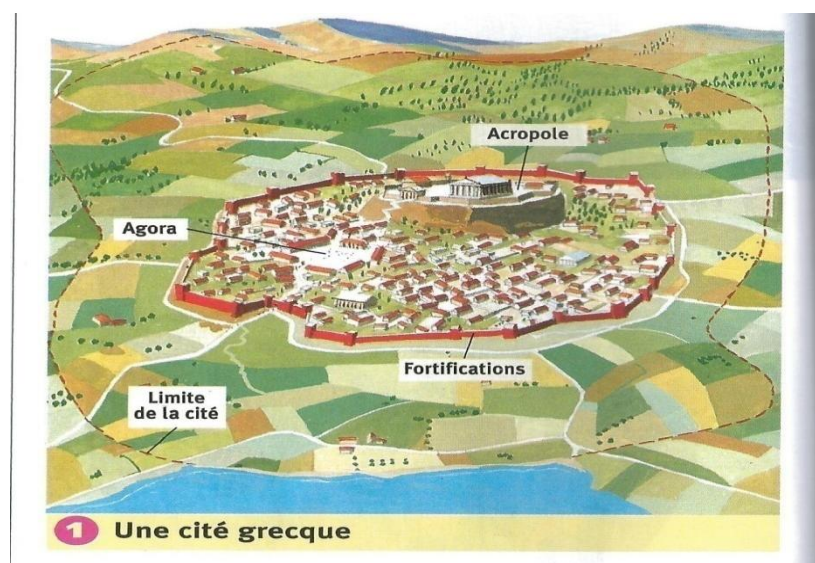 Acropole
Agora
Fortifications
Limite
de la cité
1 Une cité grecque